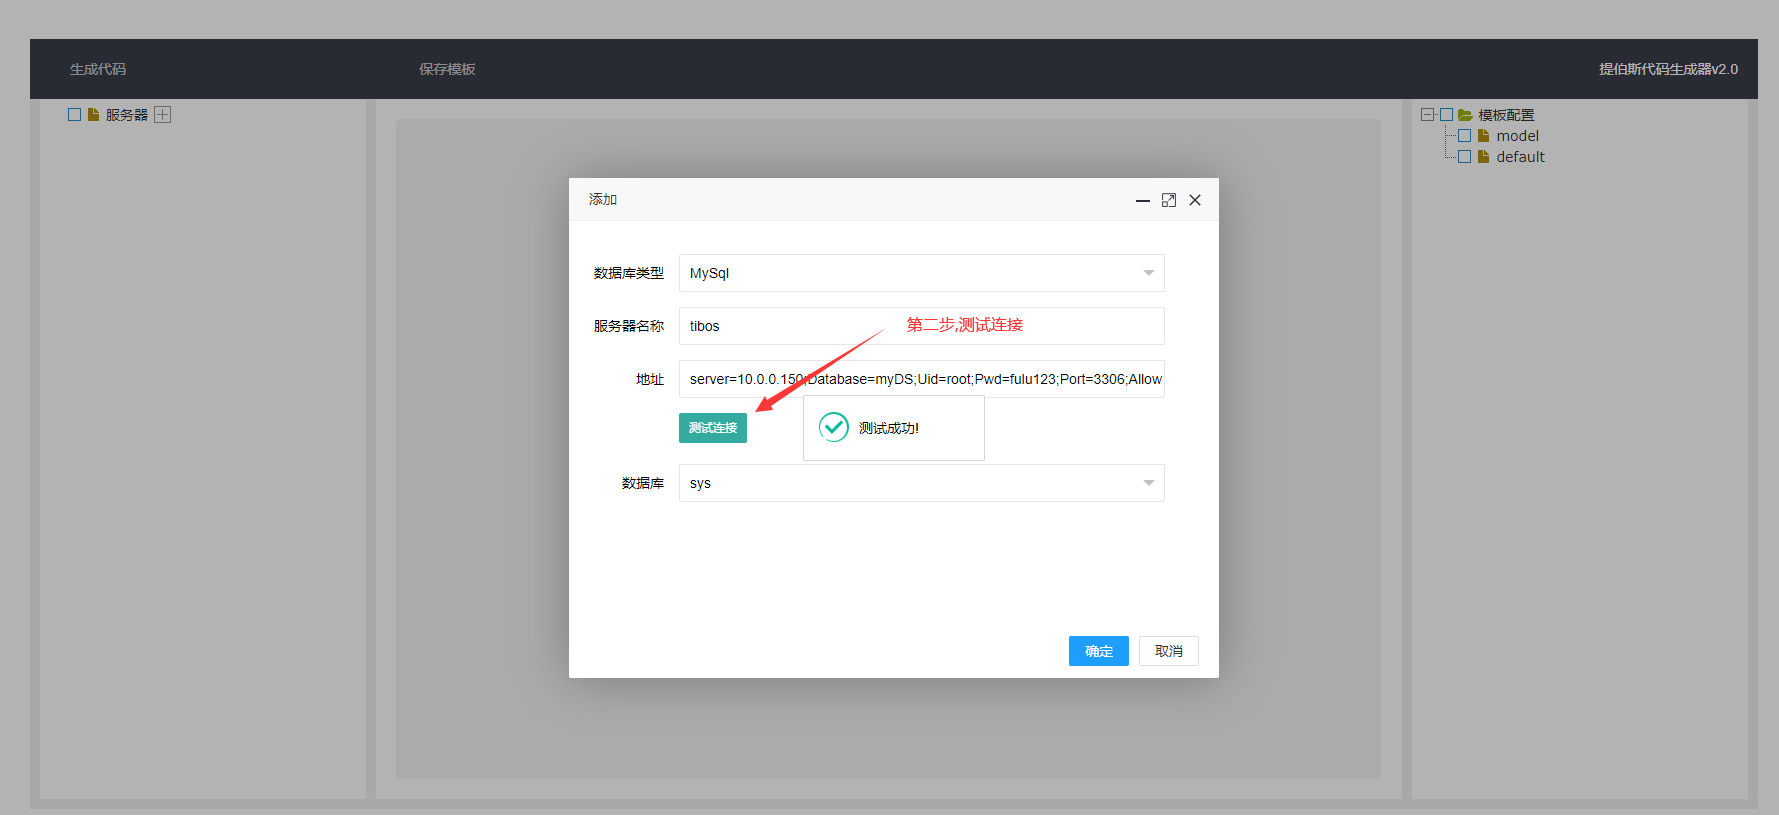 生成代码
保存模板
提伯斯代码生成器v2.0
服务器
模板配置
model
default
添加
数据库类型
MySql
服务器名称
tibos
第二步,测试连接
地址
server=10.0.0.150;Database=myDS;Uid=root;Pwd=fulu123;Port=3306;Allow
测试连接
测试成功!
数据库
sys
确定
取消